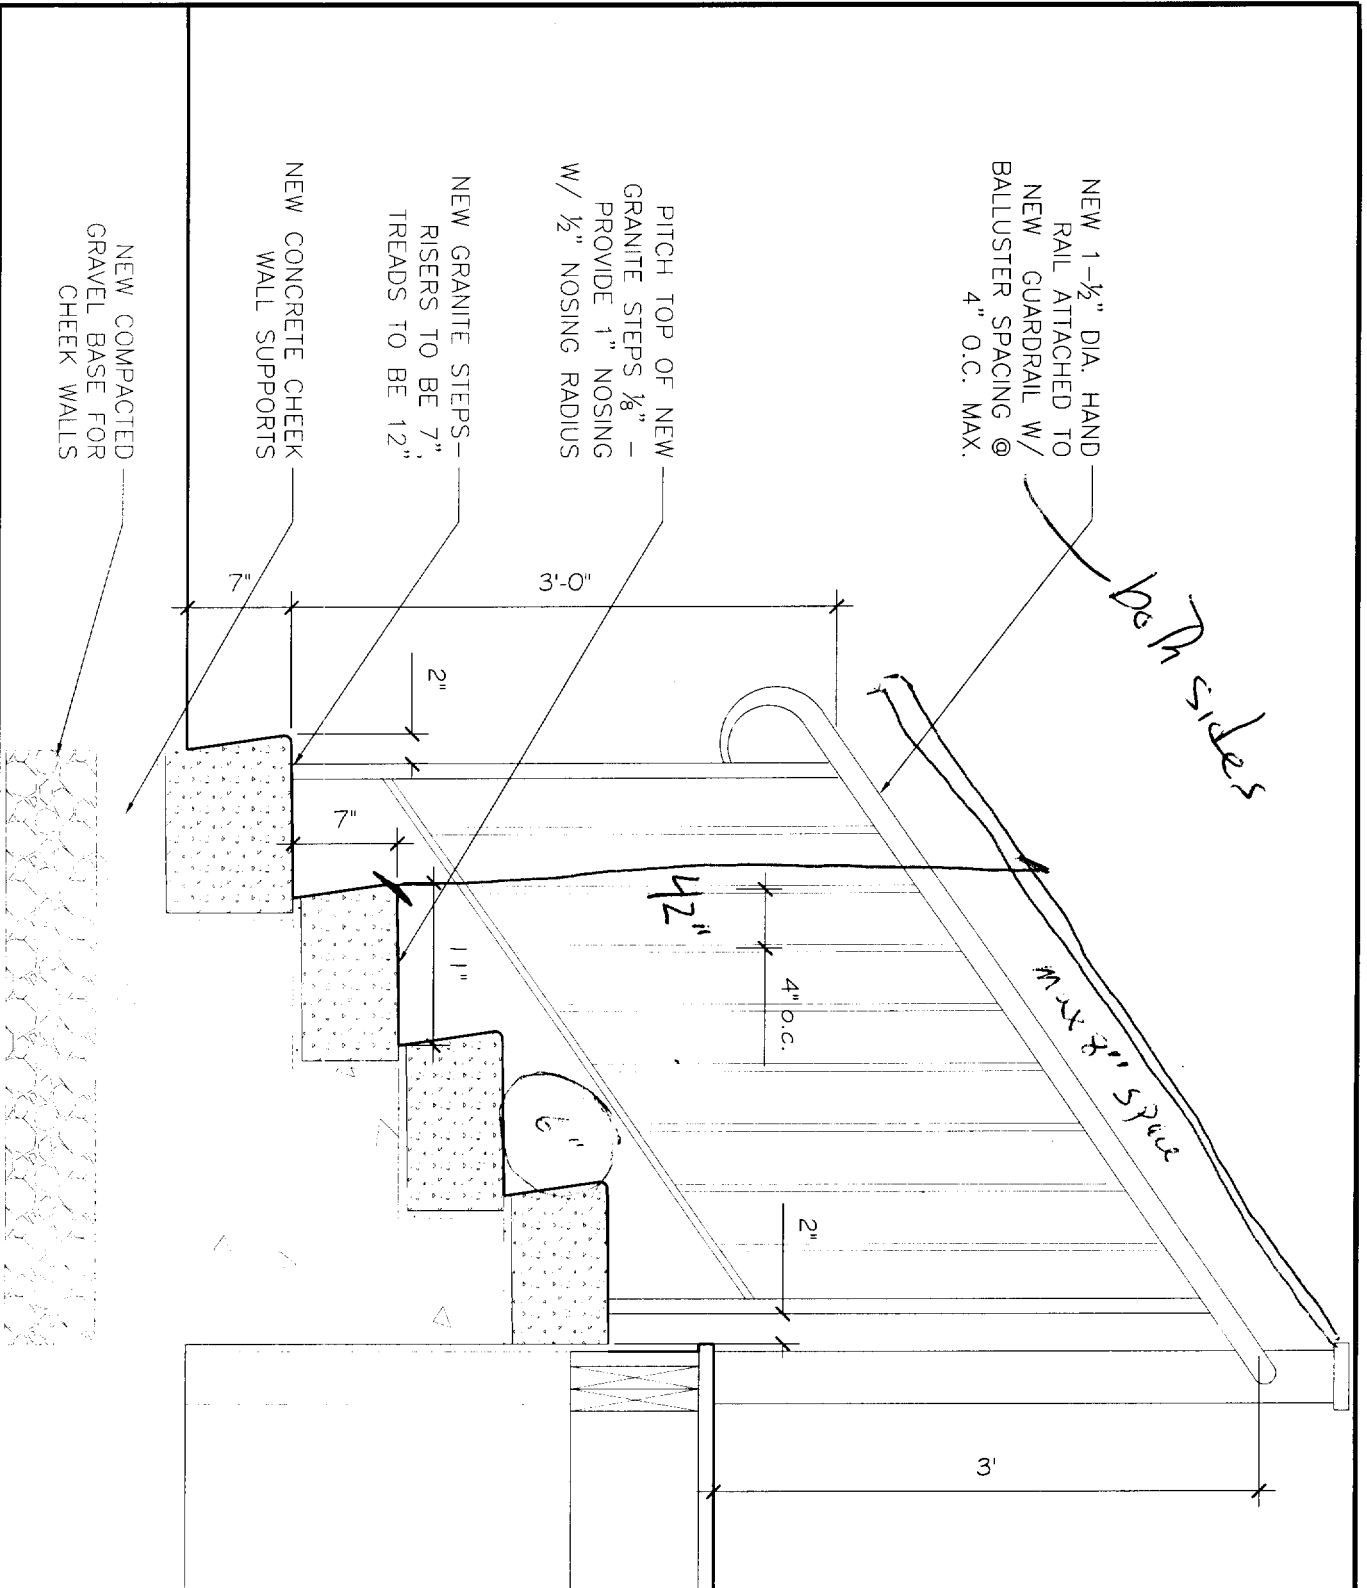 NEW 1-½" DIA. HAND
RAIL ATTACHED TO
NEW GUARDRAIL W/
BALLUSTER SPACING @
4" O.C. MAX.
both sides
PITCH TOP OF NEW
GRANITE STEPS ⅛" -
PROVIDE 1" NOSING
W/ ½" NOSING RADIUS
NEW GRANITE STEPS-
RISERS TO BE 7",
TREADS TO BE 12"
NEW CONCRETE CHEEK
WALL SUPPORTS
NEW COMPACTED
GRAVEL BASE FOR
CHEEK WALLS
7"
3'-0"
2"
7"
11"
42"
4" O.C.
max space
6"
2"
3'